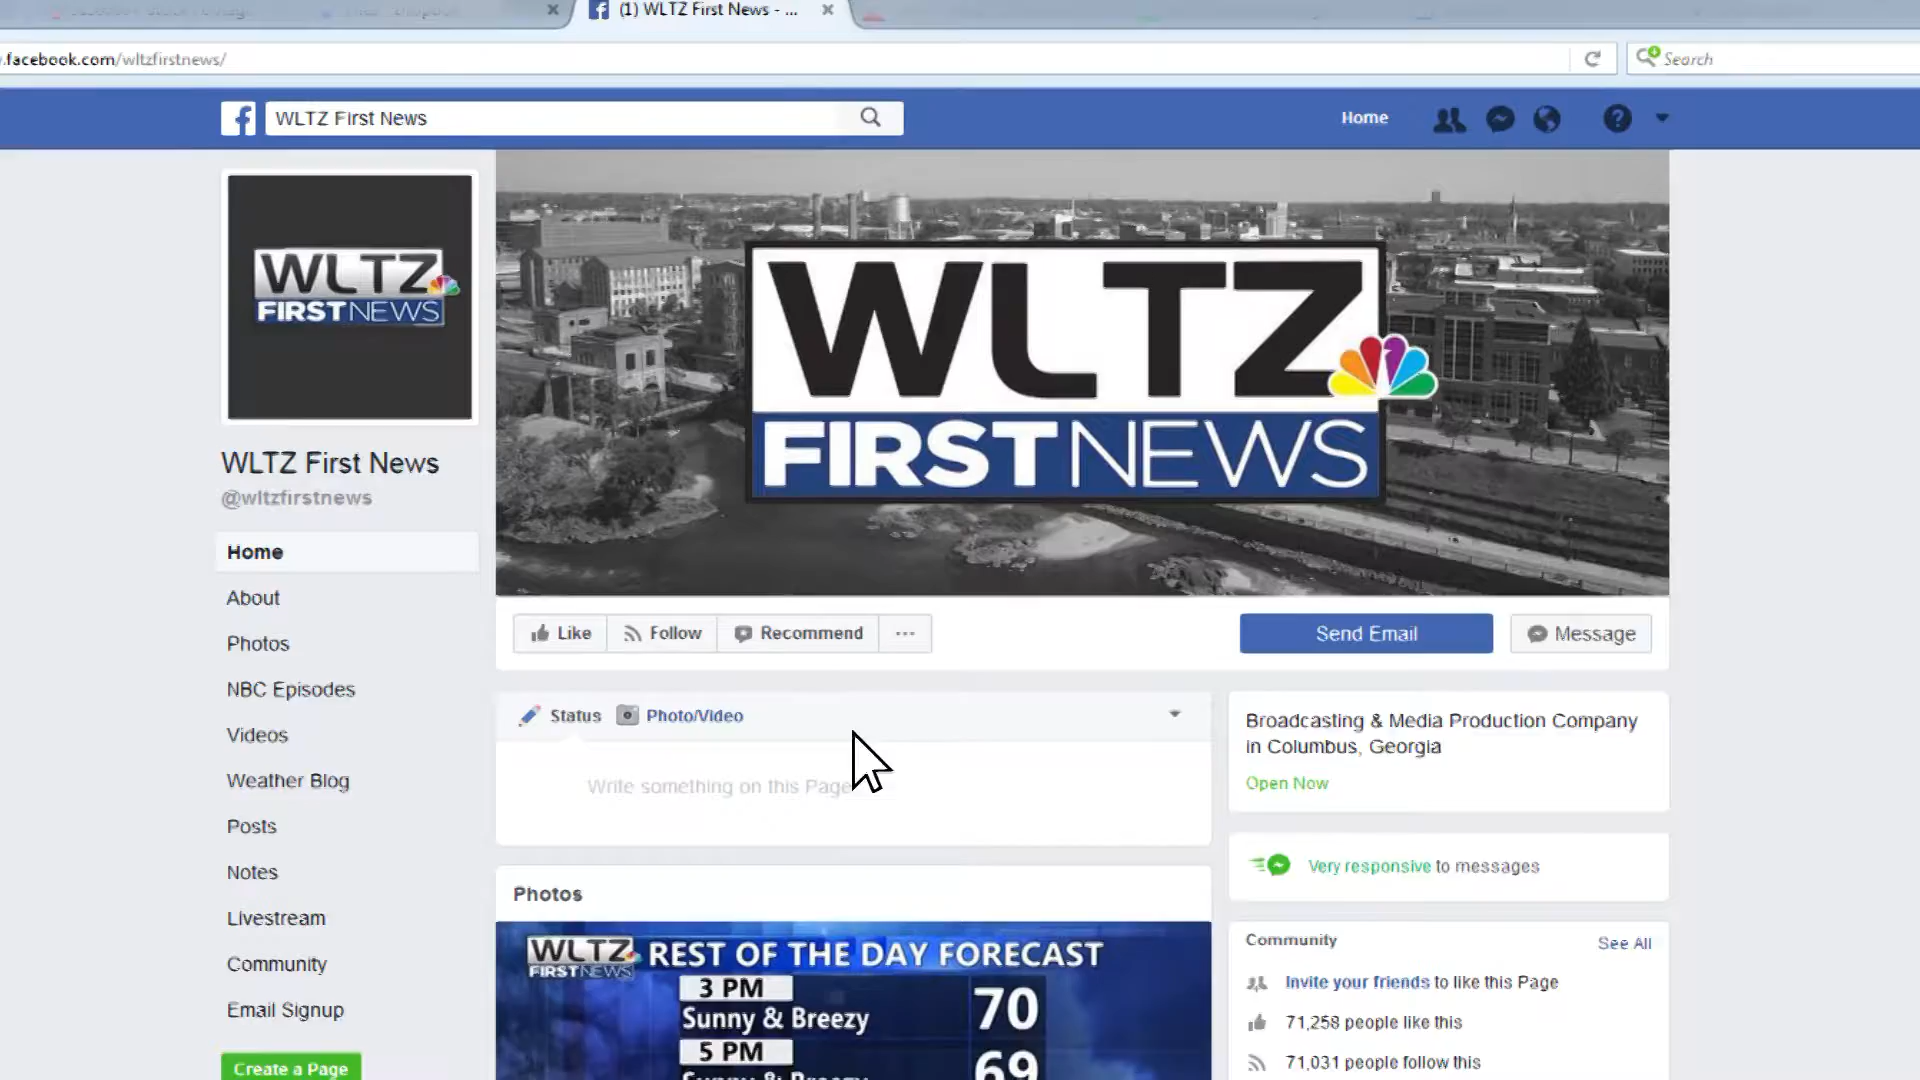 (1) WLTZ First News - ...
.facebook.com/wltzfirstnews/
Search
WLTZ First News
Home
WLTZ
FIRST NEWS
WLTZ
FIRST NEWS
WLTZ First News
@wltzfirstnews
Home
About
Photos
NBC Episodes
Videos
Weather Blog
Posts
Notes
Livestream
Community
Email Signup
Create a Page
Like
Follow
Recommend
...
Send Email
Message
Status
Photo/Video
Write something on this Page
Photos
WLTZ
FIRST NEWS
REST OF THE DAY FORECAST
3 PM
Sunny & Breezy
70
5 PM
Sunny & Breezy
69
Broadcasting & Media Production Company
in Columbus, Georgia
Open Now
Very responsive to messages
Community
See All
Invite your friends to like this Page
71,258 people like this
71,031 people follow this